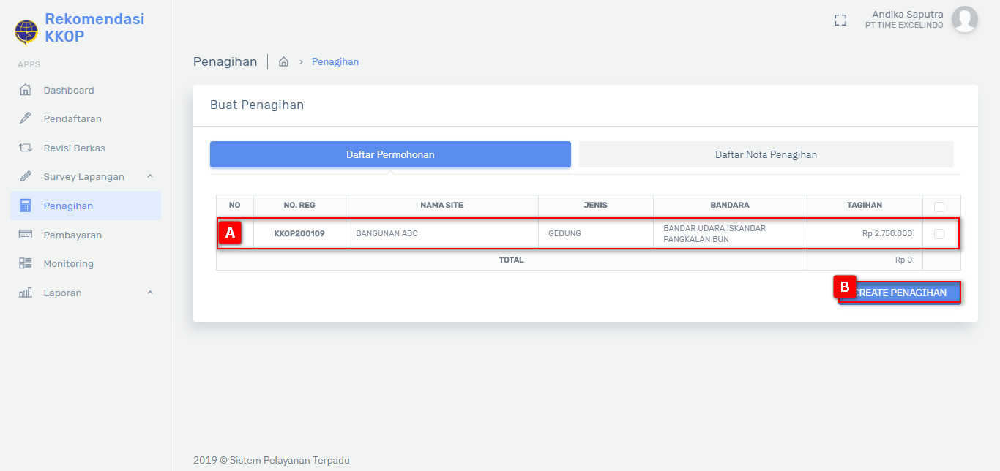 Rekomendasi
KKOP
Andika Saputra
PT TIME EXCELINDO
APPS
Dashboard
Pendaftaran
Revisi Berkas
Survey Lapangan
Penagihan
Pembayaran
Monitoring
Laporan
Penagihan
Penagihan
Buat Penagihan
Daftar Permohonan
Daftar Nota Penagihan
NO NO. REG NAMA SITE JENIS BANDARA TAGIHAN
A KKOP200109 BANGUNAN ABC GEDUNG BANDAR UDARA ISKANDAR
PANGKALAN BUN Rp 2.750.000
TOTAL Rp 0
B CREATE PENAGIHAN
2019 © Sistem Pelayanan Terpadu